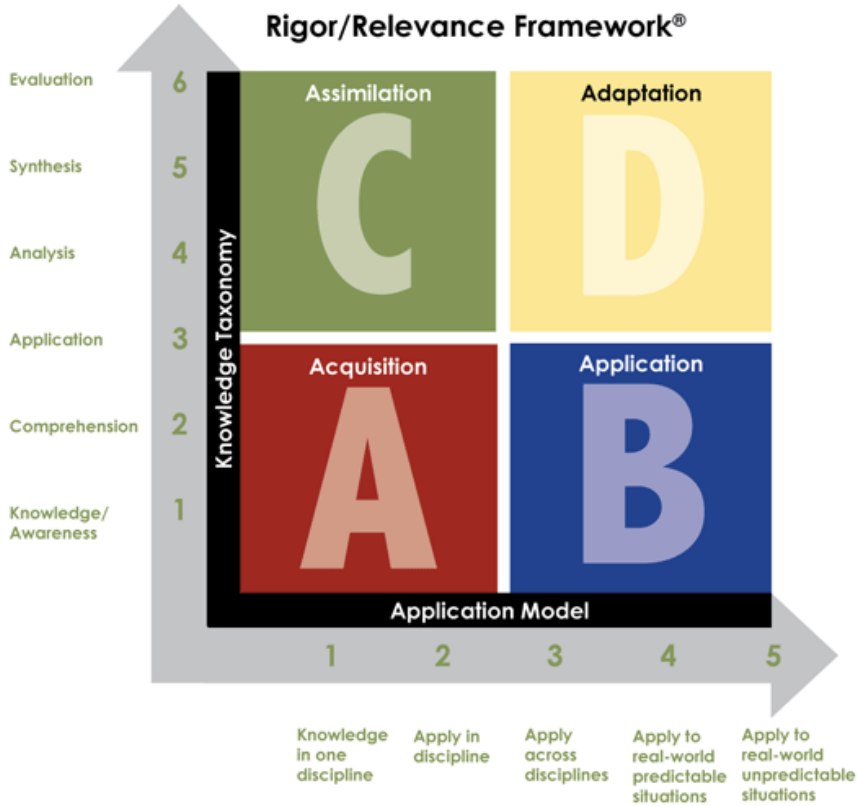 Rigor/Relevance Framework®
Evaluation
6
Synthesis
5
Analysis
4
Application
3
Comprehension
2
Knowledge/
Awareness
1
Knowledge Taxonomy
Assimilation
C
Adaptation
D
Acquisition
A
Application
B
Application Model
1
2
3
4
5
Knowledge
in one
discipline
Apply in
discipline
Apply
across
disciplines
Apply to
real-world
predictable
situations
Apply to
real-world
unpredictable
situations